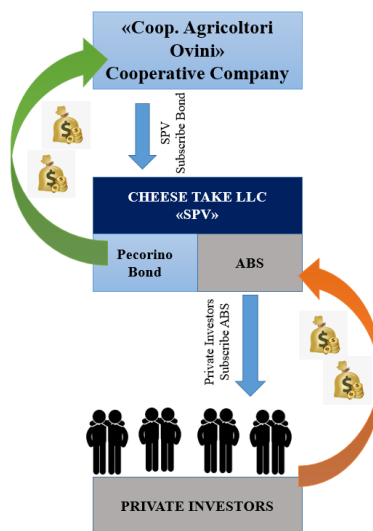 «Coop. Agricoltori
Ovini»
Cooperative Company
SPV
Subscribe Bond
CHEESE TAKE LLC
«SPV»
Pecorino
Bond
ABS
Private Investors
Subscribe ABS
PRIVATE INVESTORS